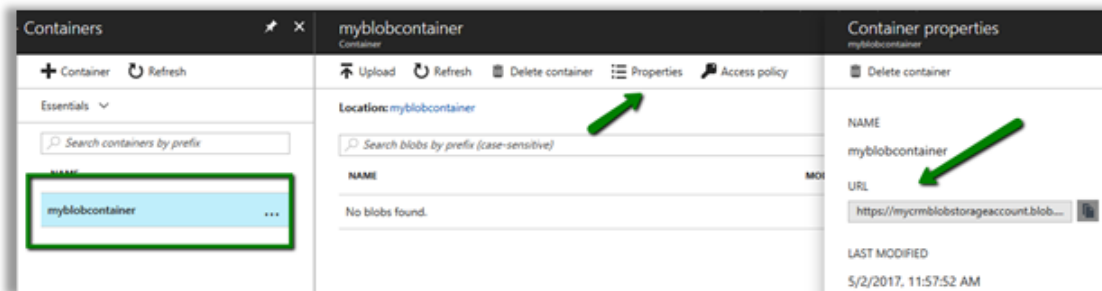 Containers
Container Refresh
Essentials
Search containers by prefix
NAME
myblobcontainer ...
myblobcontainer
Container
Upload Refresh Delete container Properties Access policy
Location: myblobcontainer
Search blobs by prefix (case-sensitive)
NAME MO
No blobs found.
Container properties
myblobcontainer
Delete container
NAME
myblobcontainer
URL
https://mycrmblobstorageaccount.blob....
LAST MODIFIED
5/2/2017, 11:57:52 AM